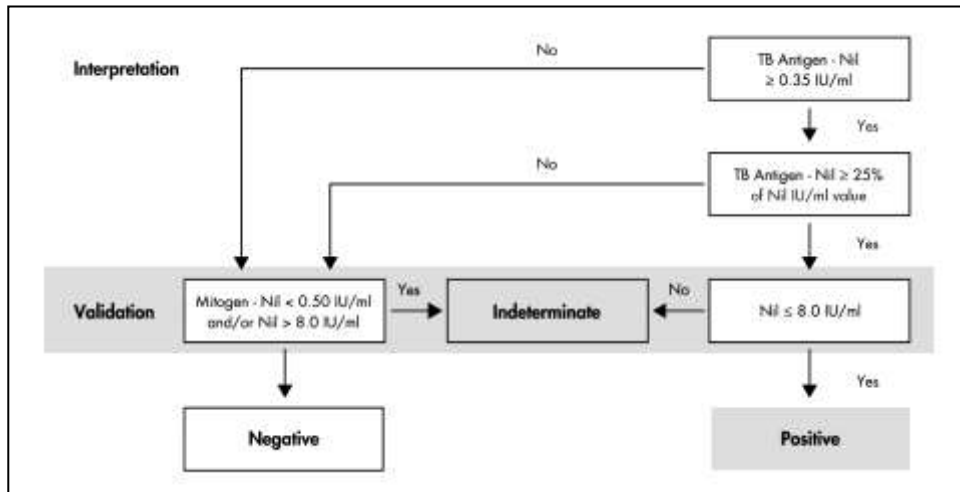 No
Interpretation
TB Antigen - Nil
≥ 0.35 IU/ml
Yes
No
TB Antigen - Nil ≥ 25%
of Nil IU/ml value
Yes
Validation
Mitogen - Nil < 0.50 IU/ml
and/or Nil > 8.0 IU/ml
Yes
Indeterminate
No
Nil ≤ 8.0 IU/ml
Yes
Negative
Positive